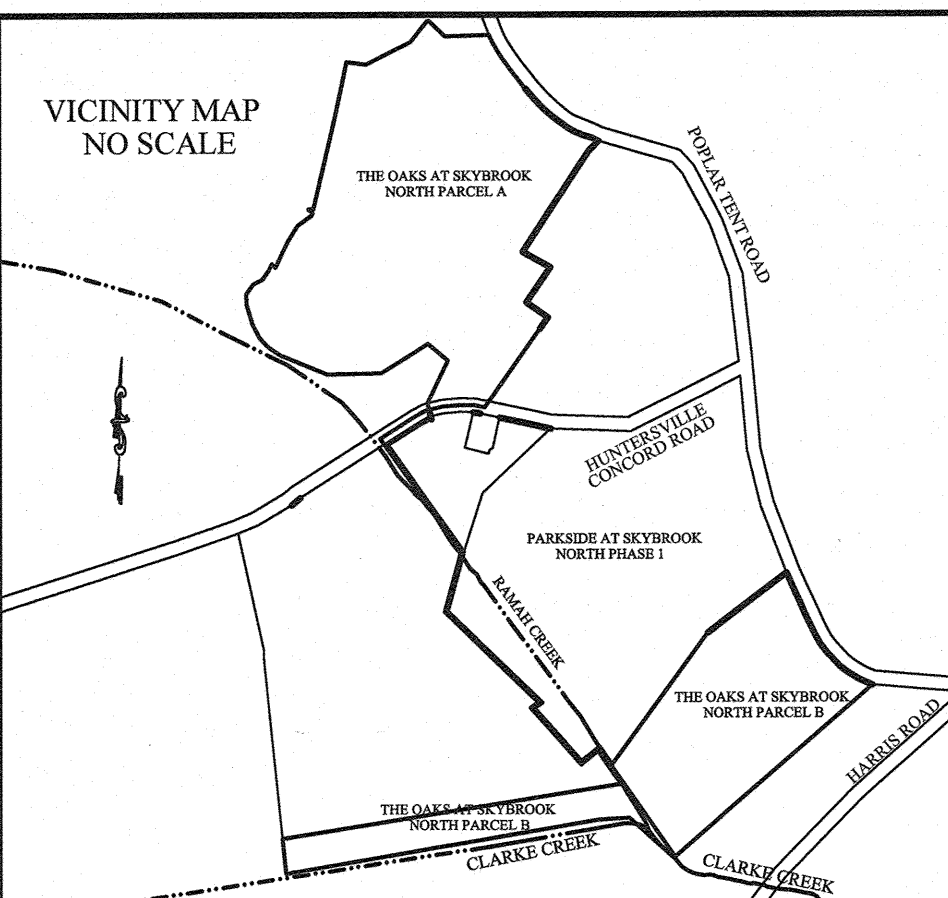 VICINITY MAP
NO SCALE
THE OAKS AT SKYBROOK
NORTH PARCEL A
POPLAR TENT ROAD
HUNTERSVILLE
CONCORD ROAD
PARKSIDE AT SKYBROOK
NORTH PHASE 1
RAMAH CREEK
THE OAKS AT SKYBROOK
NORTH PARCEL B
HARRIS ROAD
THE OAKS AT SKYBROOK
NORTH PARCEL B
CLARKE CREEK
CLARKE CREEK